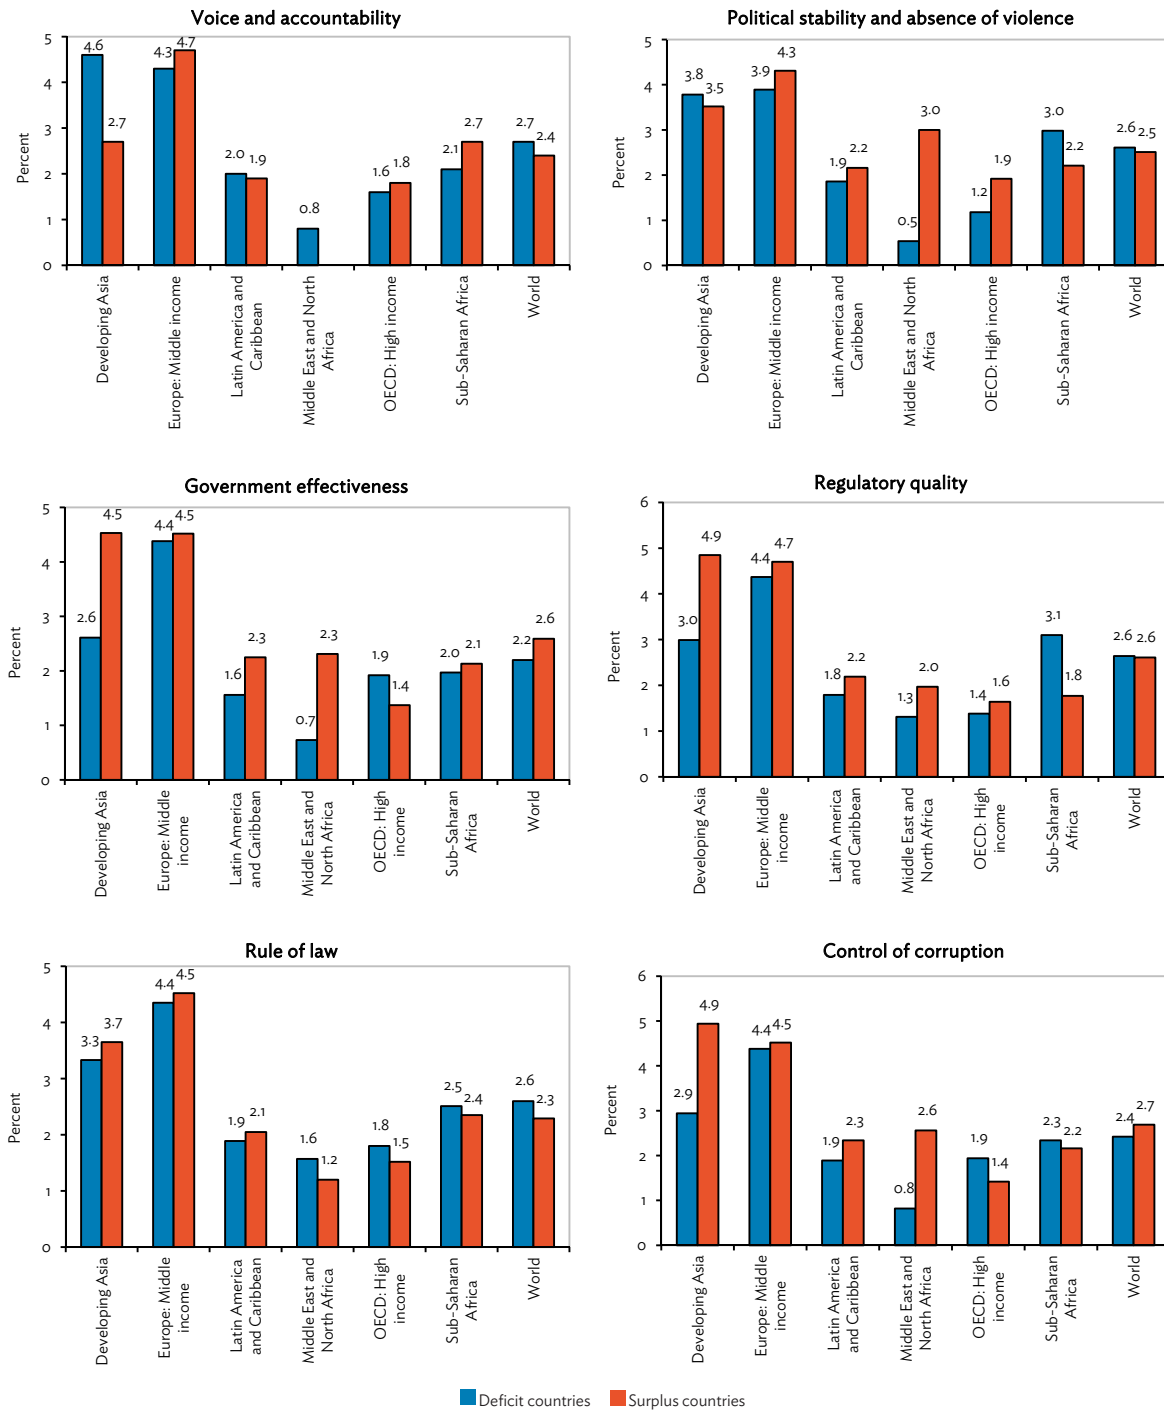 Voice and accountability
5
4
3
2
1
0
Percent
4.6
2.7
4.3
4.7
2.0
1.9
0.8
1.6
1.8
2.1
2.7
2.7
2.4
Developing Asia
Europe: Middle income
Latin America and
Caribbean
Middle East and North
Africa
OECD: High income
Sub-Saharan Africa
World
Political stability and absence of violence
5
4
3
2
1
0
Percent
3.8
3.5
3.9
4.3
1.9
2.2
0.5
3.0
1.2
1.9
3.0
2.2
2.6
2.5
Developing Asia
Europe: Middle income
Latin America and
Caribbean
Middle East and North
Africa
OECD: High income
Sub-Saharan Africa
World
Government effectiveness
5
4
3
2
1
0
Percent
2.6
4.5
4.4
4.5
1.6
2.3
0.7
2.3
1.9
1.4
2.0
2.1
2.2
2.6
Developing Asia
Europe: Middle
income
Latin America
and Caribbean
Middle East and
North Africa
OECD: High
income
Sub-Saharan
Africa
World
Regulatory quality
6
5
4
3
2
1
0
Percent
3.0
4.9
4.4
4.7
1.8
2.2
1.3
2.0
1.4
1.6
3.1
1.8
2.6
2.6
Developing Asia
Europe: Middle
income
Latin America
and Caribbean
Middle East and
North Africa
OECD: High
income
Sub-Saharan
Africa
World
Rule of law
5
4
3
2
1
0
Percent
3.3
3.7
4.4
4.5
1.9
2.1
1.6
1.2
1.8
1.5
2.5
2.4
2.6
2.3
Developing Asia
Europe: Middle
income
Latin America
and Caribbean
Middle East and
North Africa
OECD: High
income
Sub-Saharan
Africa
World
Control of corruption
6
5
4
3
2
1
0
Percent
2.9
4.9
4.4
4.5
1.9
2.3
0.8
2.6
1.9
1.4
2.3
2.2
2.4
2.7
Developing Asia
Europe: Middle
income
Latin America
and Caribbean
Middle East and
North Africa
OECD: High
income
Sub-Saharan
Africa
World
Deficit countries
Surplus countries